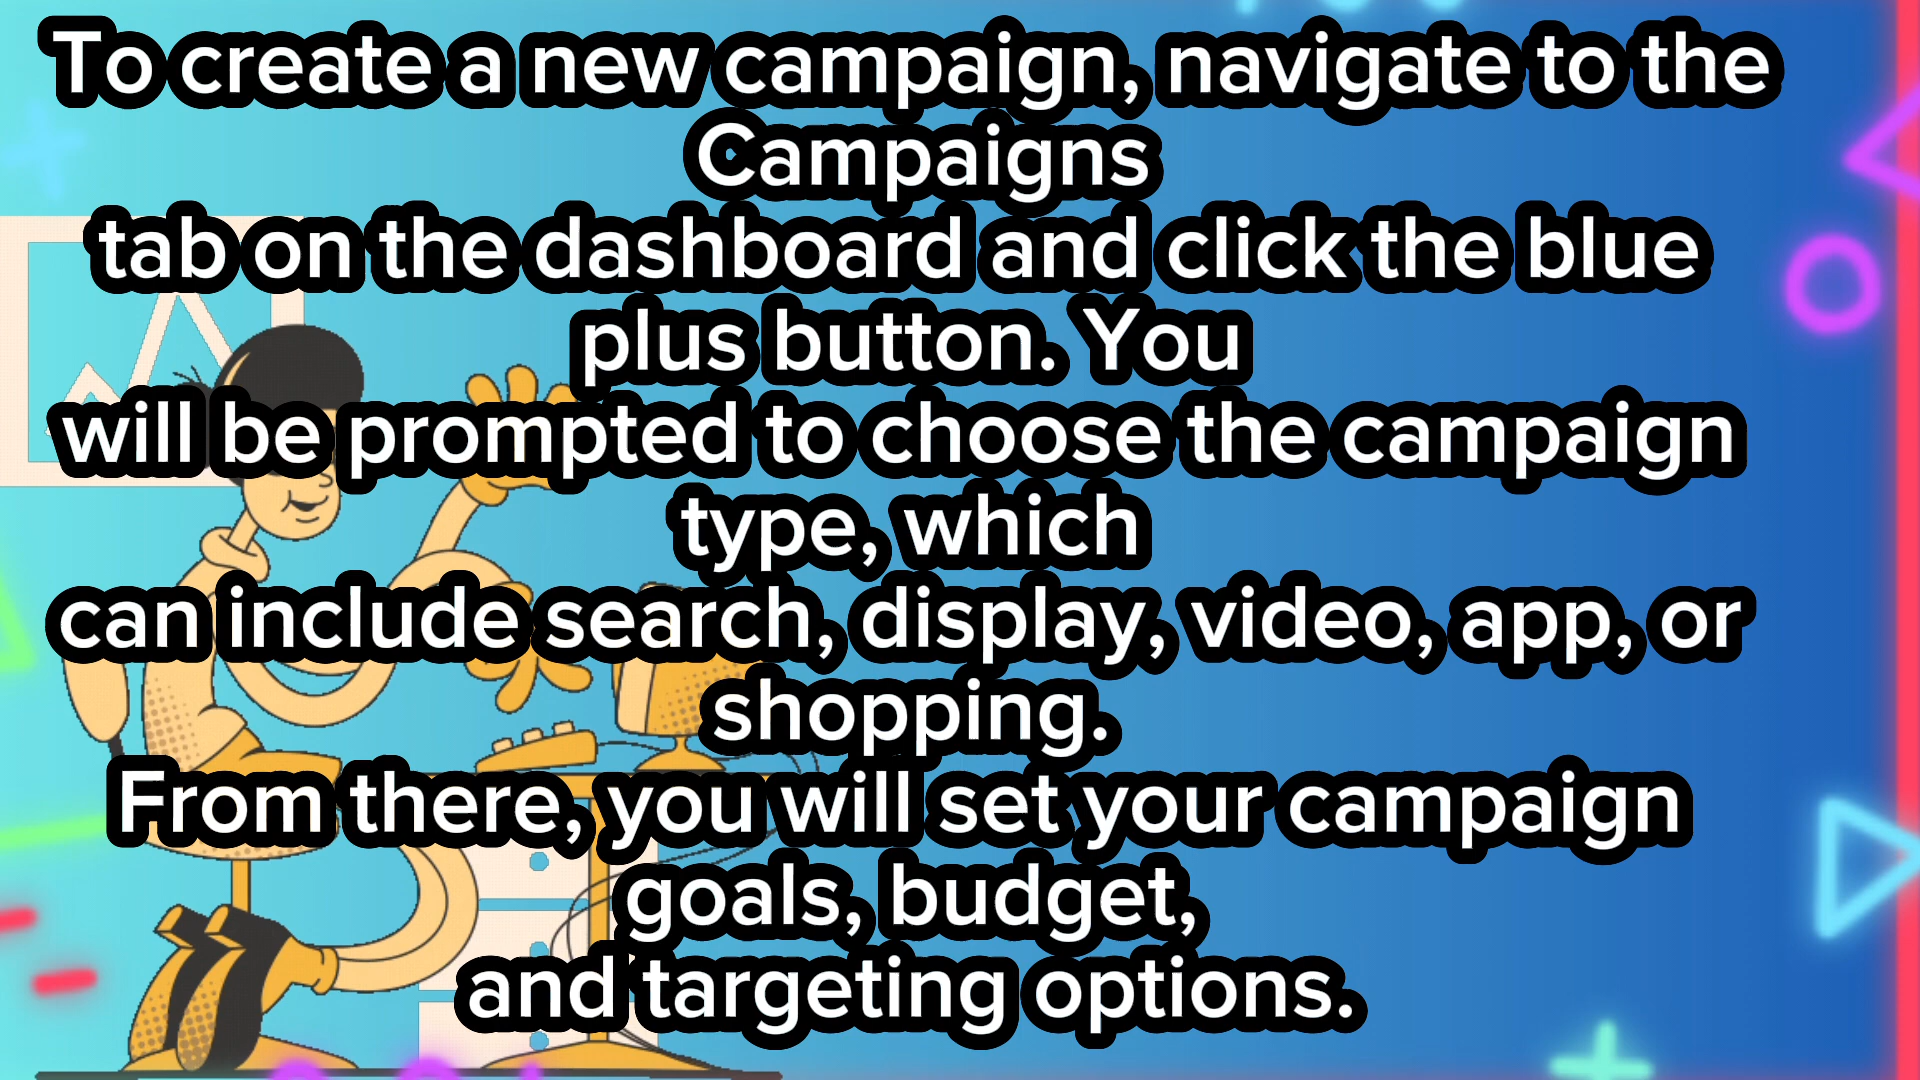 To create a new campaign, navigate to the
Campaigns
tab on the dashboard and click the blue
plus button. You
will be prompted to choose the campaign
type, which
can include search, display, video, app, or
shopping.
From there, you will set your campaign
goals, budget,
and targeting options.